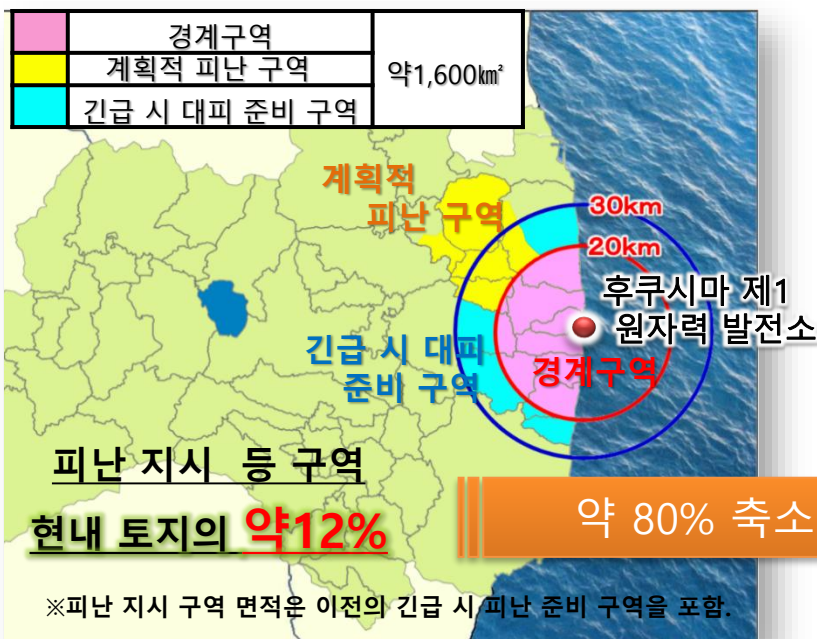 경계구역
계획적 피난 구역
긴급 시 대피 준비 구역
약1,600㎢
계획적
피난 구역
30km
20km
후쿠시마 제1
원자력 발전소
긴급 시 대피
준비 구역
경계구역
피난 지시 등 구역
현내 토지의 약12%
약 80% 축소
※피난 지시 구역 면적은 이전의 긴급 시 피난 준비 구역을 포함.